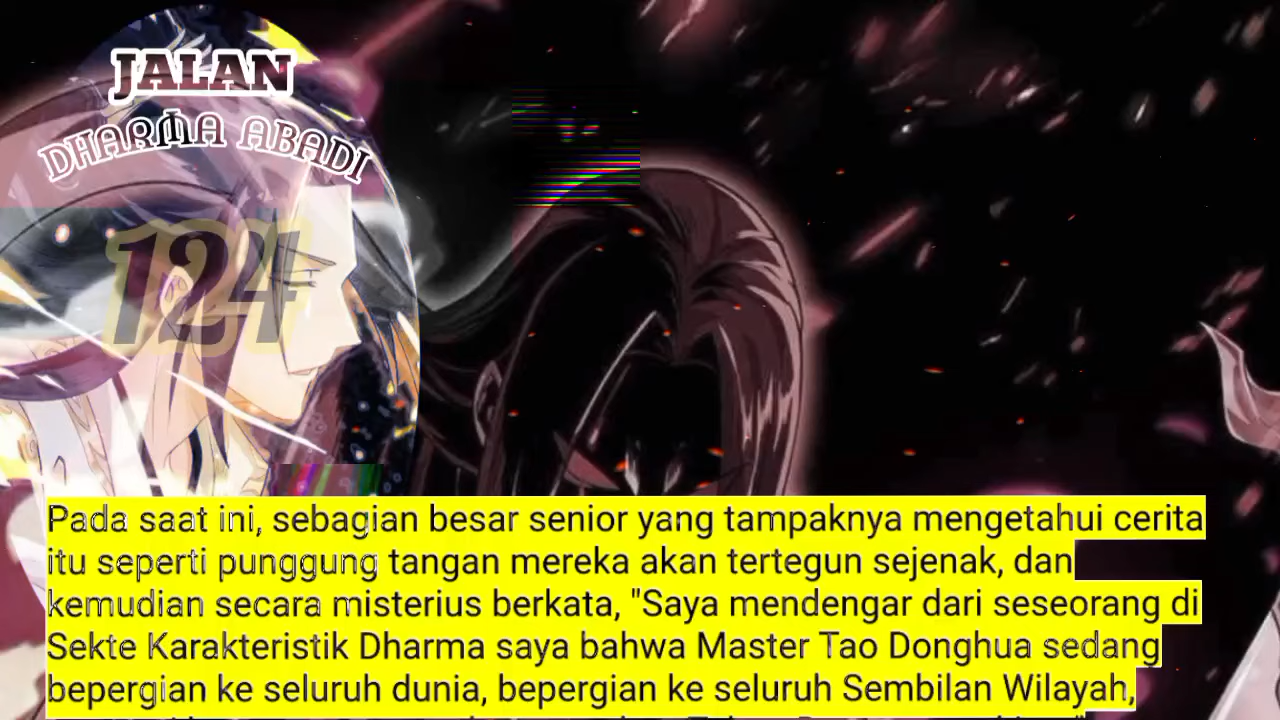 JALAN
DHARMA ABADI
124
Pada saat ini, sebagian besar senior yang tampaknya mengetahui cerita
itu seperti punggung tangan mereka akan tertegun sejenak, dan
kemudian secara misterius berkata, "Saya mendengar dari seseorang di
Sekte Karakteristik Dharma saya bahwa Master Tao Donghua sedang
bepergian ke seluruh dunia, bepergian ke seluruh Sembilan Wilayah,